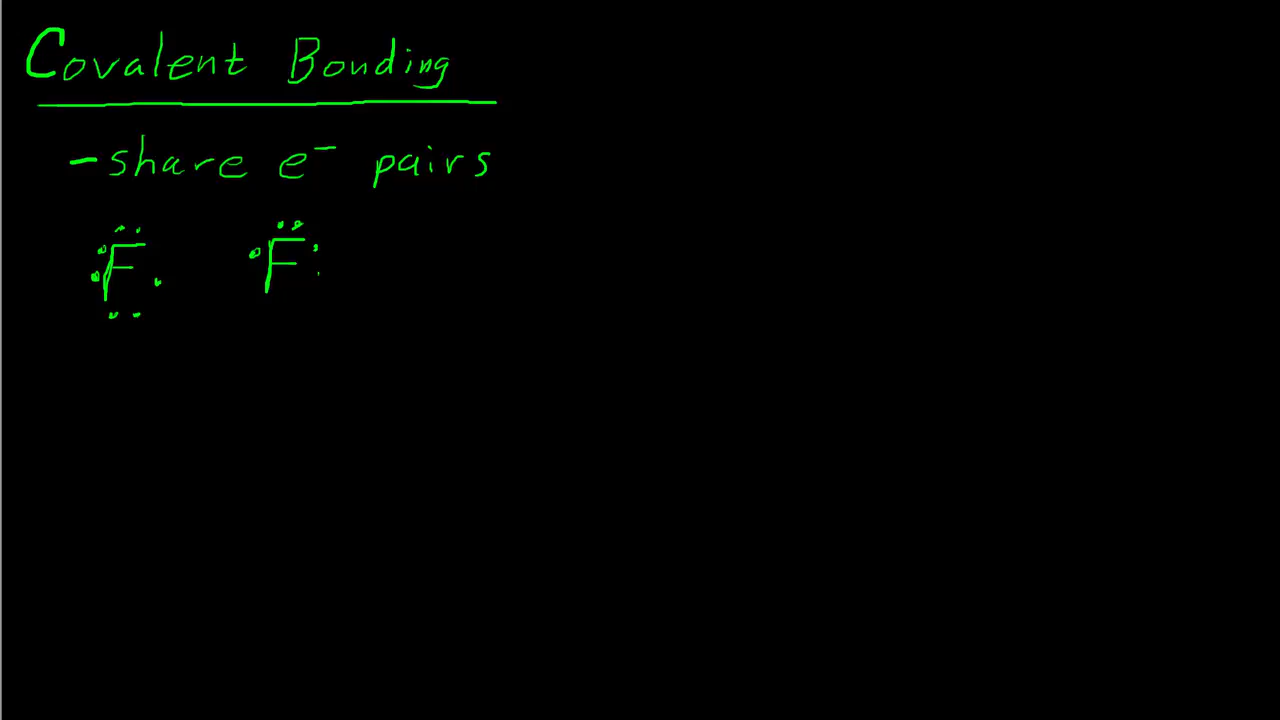 Covalent Bonding
- share e⁻ pairs
F F